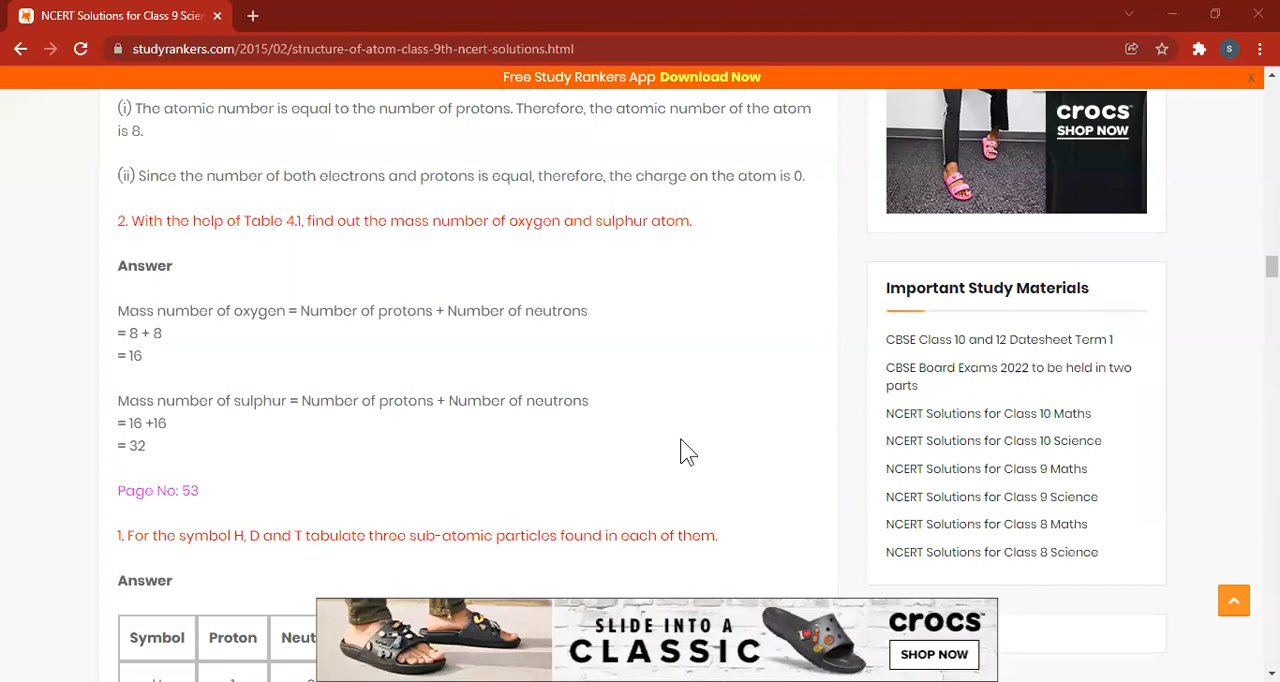 NCERT Solutions for Class 9 Scien
studyrankers.com/2015/02/structure-of-atom-class-9th-ncert-solutions.html
S
Free Study Rankers App Download Now
X
(i) The atomic number is equal to the number of protons. Therefore, the atomic number of the atom
is 8.
(ii) Since the number of both electrons and protons is equal, therefore, the charge on the atom is 0.
2. With the help of Table 4.1, find out the mass number of oxygen and sulphur atom.
Answer
Mass number of oxygen = Number of protons + Number of neutrons
= 8 + 8
= 16
Mass number of sulphur = Number of protons + Number of neutrons
= 16 +16
= 32
Page No: 53
1. For the symbol H, D and T tabulate three sub-atomic particles found in each of them.
Answer
Symbol Proton Neut
crocs™
SHOP NOW
Important Study Materials
CBSE Class 10 and 12 Datesheet Term 1
CBSE Board Exams 2022 to be held in two
parts
NCERT Solutions for Class 10 Maths
NCERT Solutions for Class 10 Science
NCERT Solutions for Class 9 Maths
NCERT Solutions for Class 9 Science
NCERT Solutions for Class 8 Maths
NCERT Solutions for Class 8 Science
SLIDE INTO A
CLASSIC
crocs™
SHOP NOW